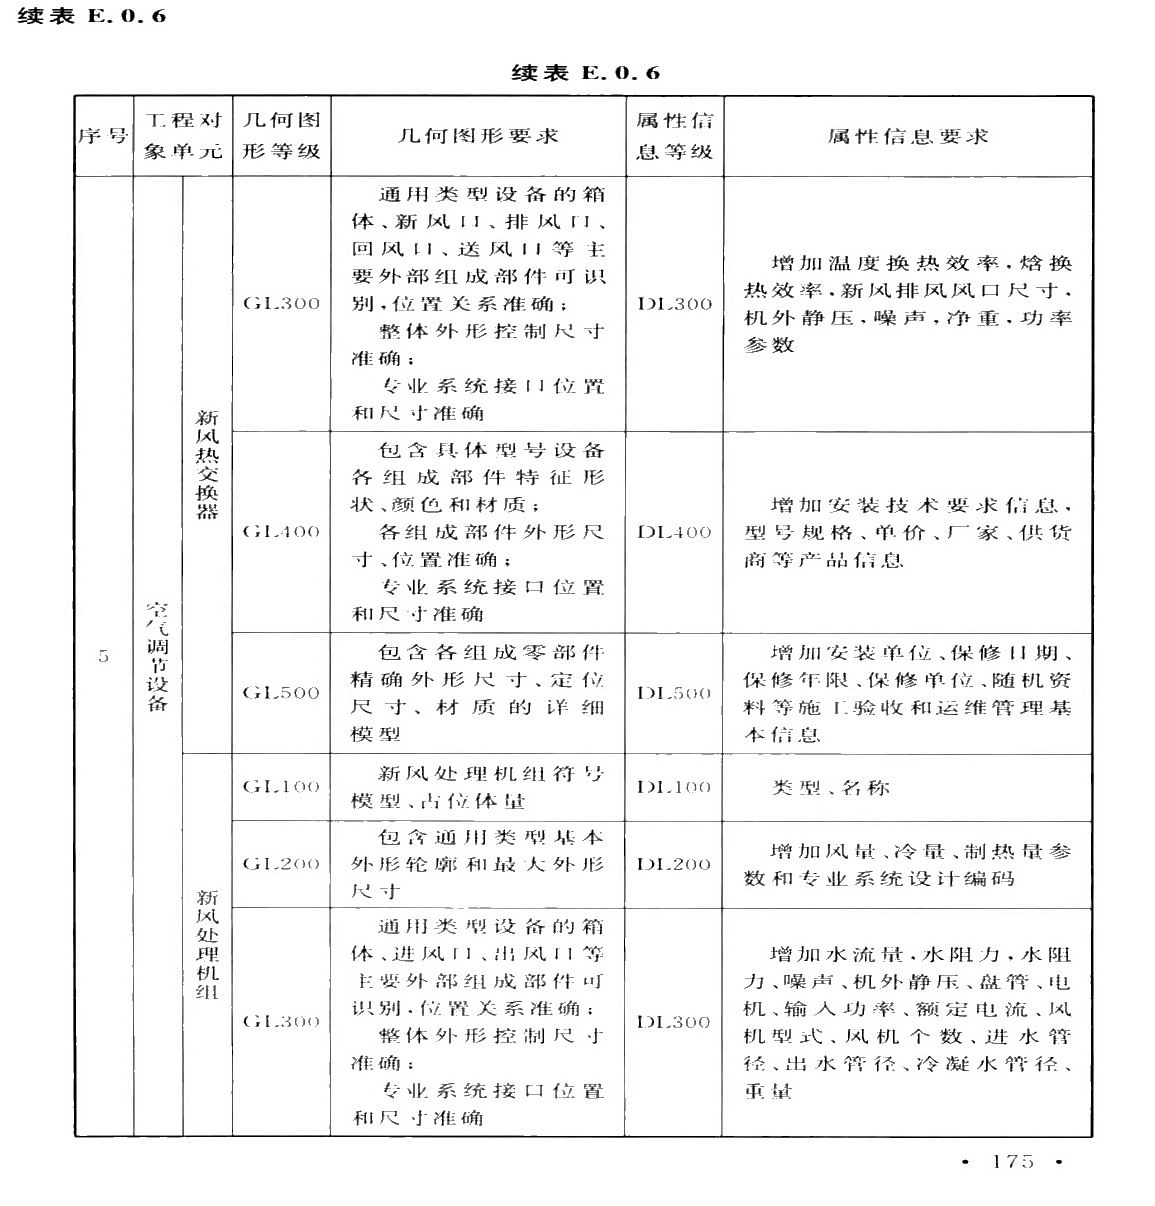 续表 E.0.6
续表 E.0.6
序号
工程对
象单元
几何图
形等级
几何图形要求
属性信
息等级
属性信息要求
5
空气调节设备
新风热交换器
GL300
通用类型设备的箱
体、新风口、排风口、
回风口、送风口等主
要外部组成部件可识
别,位置关系准确;
整体外形控制尺寸
准确;
专业系统接口位置
和尺寸准确
DL300
增加温度换热效率,焓换
热效率,新风排风风口尺寸,
机外静压,噪声,净重,功率
参数
GL400
包含具体型号设备
各组成部件特征形
状、颜色和材质;
各组成部件外形尺
寸、位置准确;
专业系统接口位置
和尺寸准确
DL400
增加安装技术要求信息,
型号规格、单价、厂家、供货
商等产品信息
GL500
包含各组成零部件
精确外形尺寸、定位
尺寸、材质的详细
模型
DL500
增加安装单位、保修日期、
保修年限、保修单位、随机资
料等施工验收和运维管理基
本信息
新风处理机组
GL100
新风处理机组符号
模型、占位体量
DL100
类型、名称
GL200
包含通用类型基本
外形轮廓和最大外形
尺寸
DL200
增加风量、冷量、制热量参
数和专业系统设计编码
GL300
通用类型设备的箱
体、进风口、出风口等
主要外部组成部件可
识别,位置关系准确;
整体外形控制尺寸
准确;
专业系统接口位置
和尺寸准确
DL300
增加水流量,水阻力,水阻
力、噪声、机外静压、盘管、电
机、输入功率、额定电流、风
机型式、风机个数、进水管
径、出水管径、冷凝水管径、
重量
· 175 ·